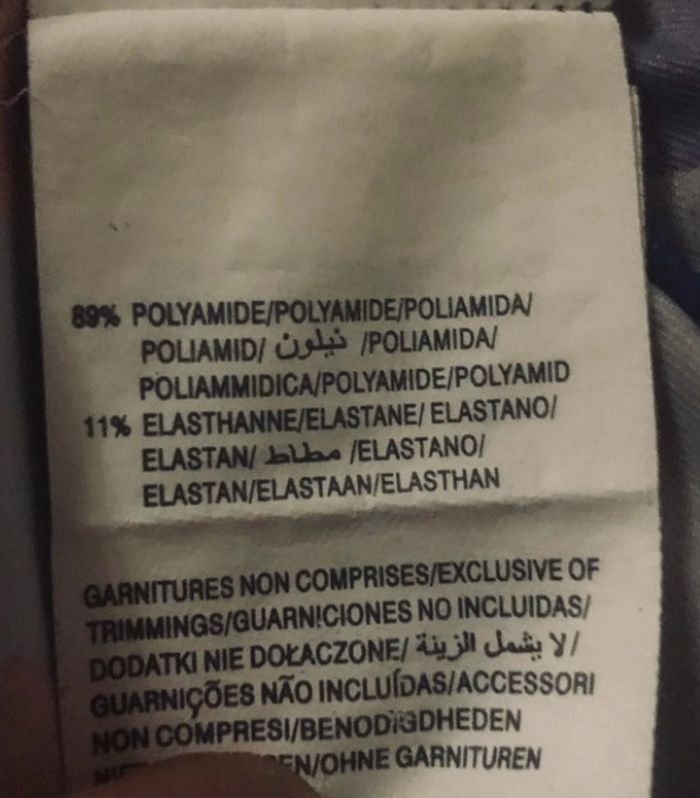 89% POLYAMIDE/POLYAMIDE/POLIAMIDA/
POLIAMID/ نيلون /POLIAMIDA/
POLIAMMIDICA/POLYAMIDE/POLYAMID
11% ELASTHANNE/ELASTANE/ ELASTANO/
ELASTAN/ مطاط /ELASTANO/
ELASTAN/ELASTAAN/ELASTHAN
GARNITURES NON COMPRISES/EXCLUSIVE OF
TRIMMINGS/GUARNICIONES NO INCLUIDAS/
DODATKI NIE DOŁACZONE/ لا يشمل الزينة /
GUARNIÇÕES NÃO INCLUÍDAS/ACCESSORI
NON COMPRESI/BENODIGDHEDEN
/OHNE GARNITUREN